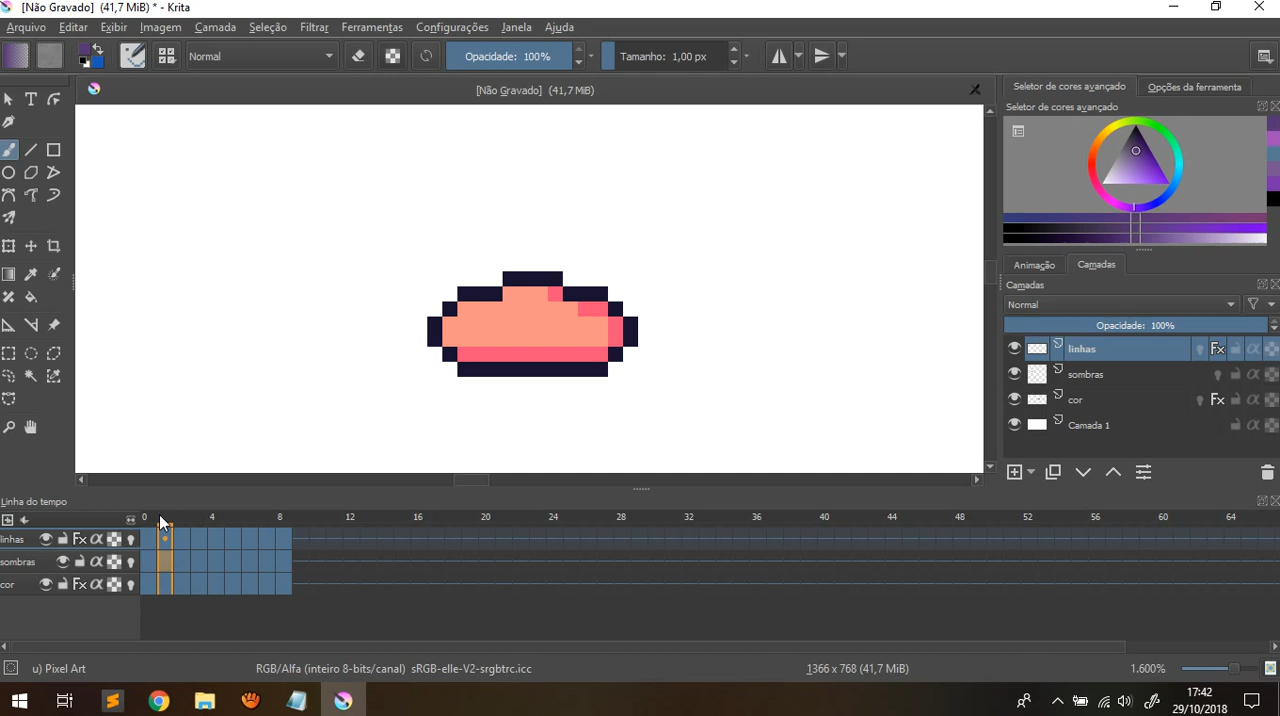 [Não Gravado] (41,7 MiB) * - Krita
Arquivo Editar Exibir Imagem Camada Seleção Filtrar Ferramentas Configurações Janela Ajuda
Normal Opacidade: 100% Tamanho: 1,00 px
[Não Gravado] (41,7 MiB)
Seletor de cores avançado Opções da ferramenta
Seletor de cores avançado
Animação Camadas
Camadas
Normal
Opacidade: 100%
linhas
sombras
cor
Camada 1
Linha do tempo
0 4 8 12 16 20 24 28 32 36 40 44 48 52 56 60 64
linhas
sombras
cor
u) Pixel Art RGB/Alfa (inteiro 8-bits/canal) sRGB-elle-V2-srgbtrc.icc 1366 x 768 (41,7 MiB) 1.600%
17:42
29/10/2018